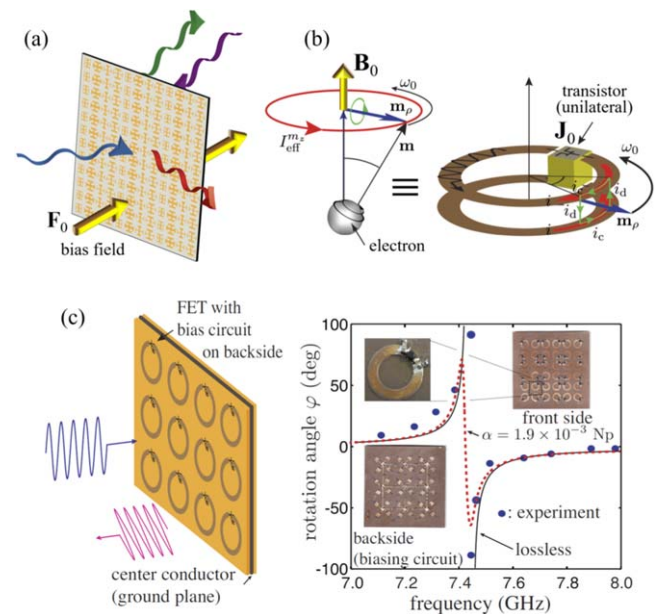 (a)
F₀
bias field
(b)
B₀
ω₀
m_ρ
I_eff^{m_z}
m
electron
≡
transistor
(unilateral)
J₀
ω₀
i_c
i_d
i
i_d
m_ρ
i
i_c
(c)
FET with
bias circuit
on backside
center conductor
(ground plane)
rotation angle φ (deg)
100
50
0
-50
-100
front side
α = 1.9 × 10⁻³ Np
backside
(biasing circuit)
: experiment
lossless
7.0 7.2 7.4 7.6 7.8 8.0
frequency (GHz)